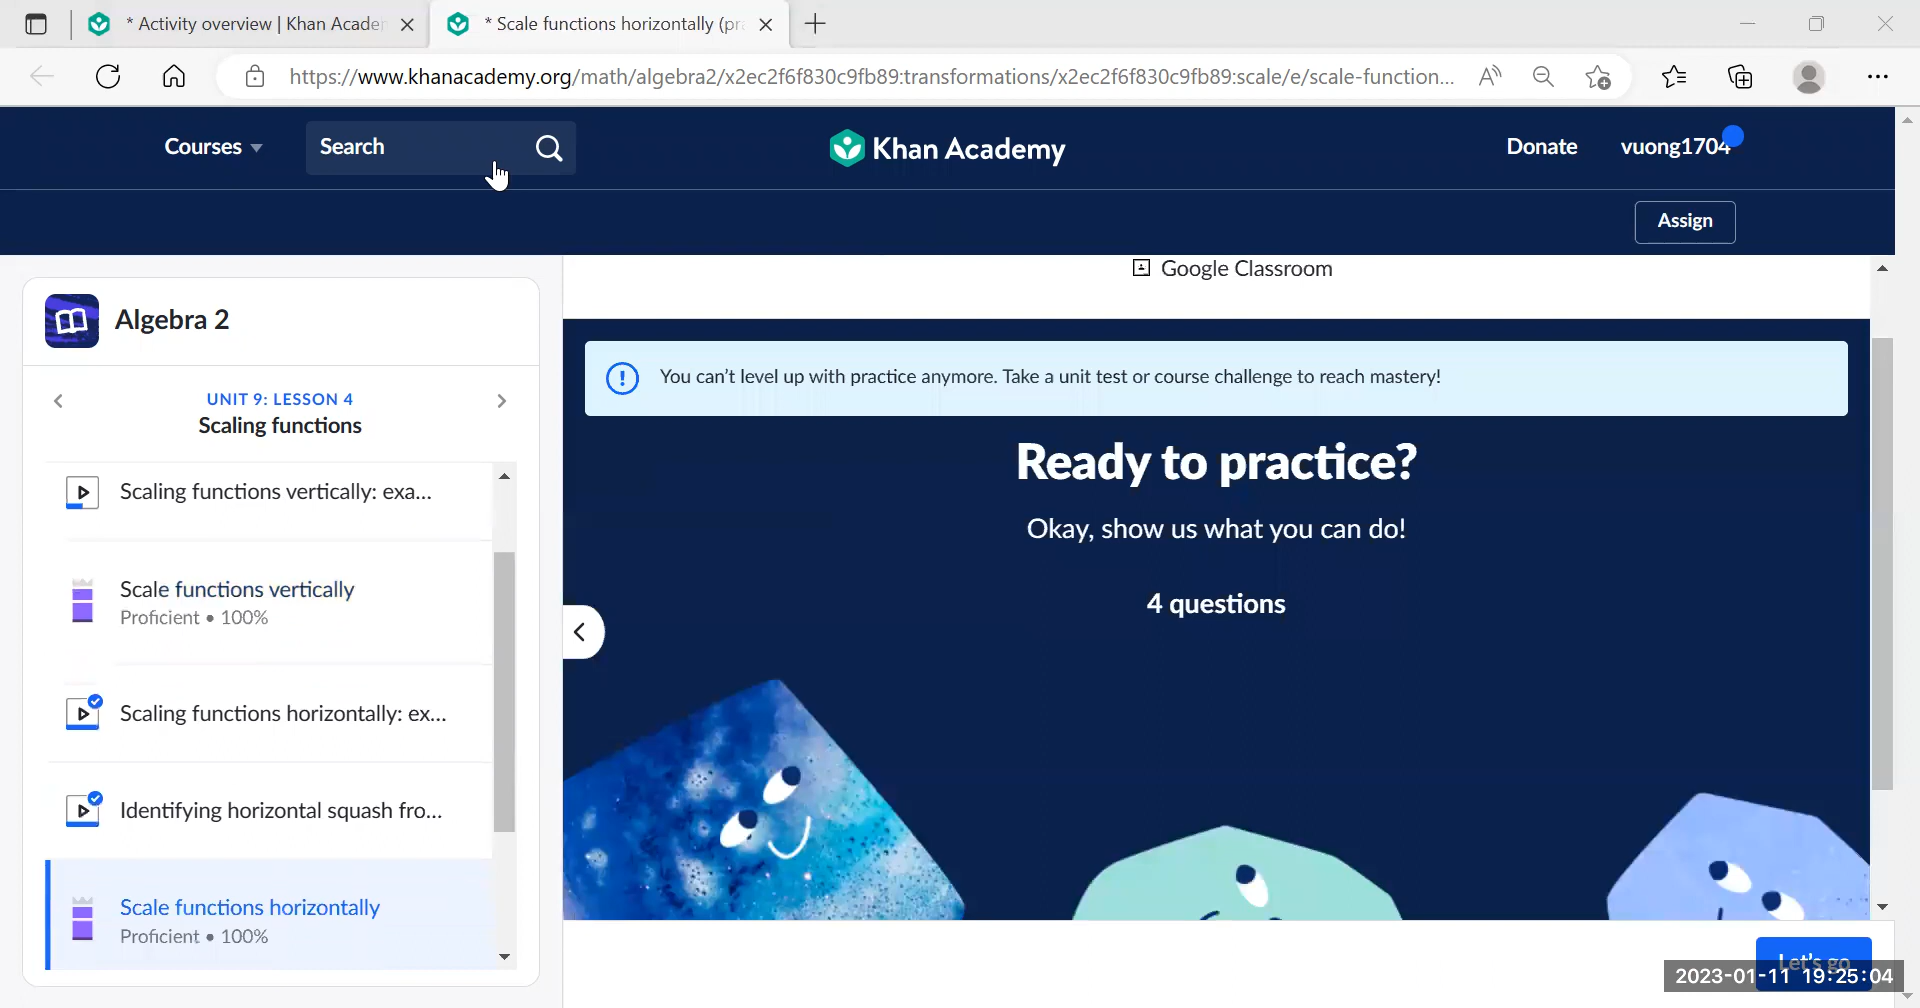 * Activity overview | Khan Acade
* Scale functions horizontally (pra
https://www.khanacademy.org/math/algebra2/x2ec2f6f830c9fb89:transformations/x2ec2f6f830c9fb89:scale/e/scale-function...
Courses
Search
Khan Academy
Donate
vuong1704
Assign
Google Classroom
Algebra 2
UNIT 9: LESSON 4
Scaling functions
Scaling functions vertically: exa...
Scale functions vertically
Proficient • 100%
Scaling functions horizontally: ex...
Identifying horizontal squash fro...
Scale functions horizontally
Proficient • 100%
You can't level up with practice anymore. Take a unit test or course challenge to reach mastery!
Ready to practice?
Okay, show us what you can do!
4 questions
Let's go
2023-01-11 19:25:04